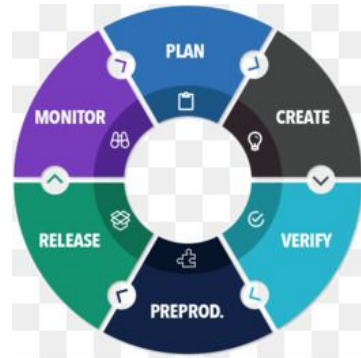 PLAN
CREATE
VERIFY
PREPROD.
RELEASE
MONITOR